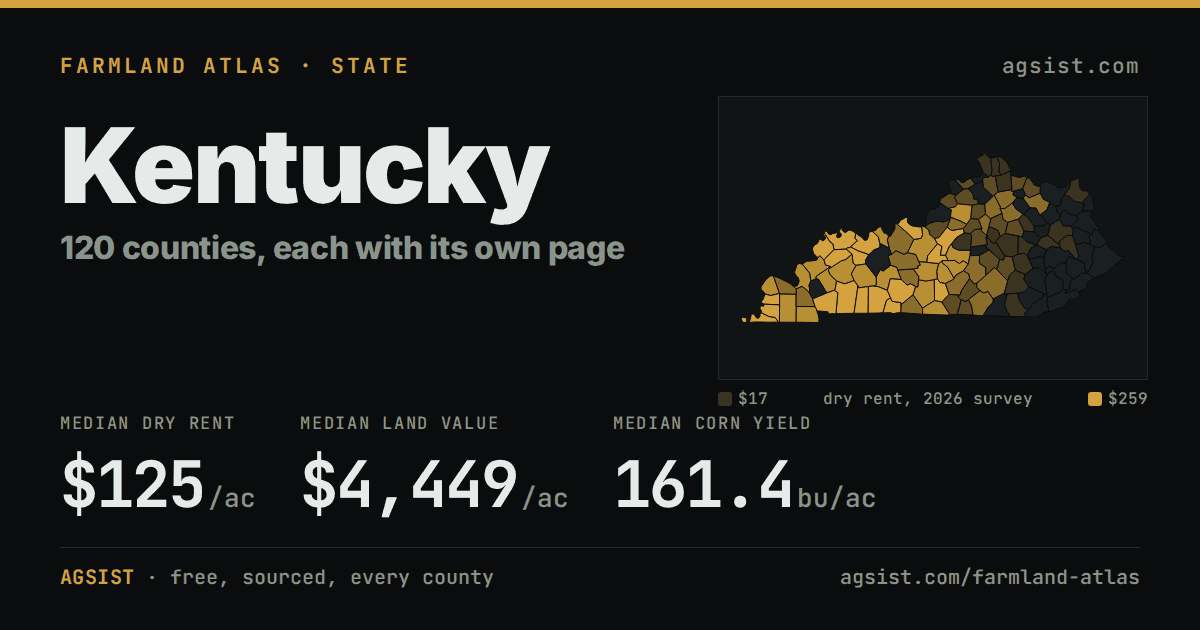 FARMLAND ATLAS · STATE
agsist.com
Kentucky
120 counties, each with its own page
$17 dry rent, 2026 survey $259
MEDIAN DRY RENT MEDIAN LAND VALUE MEDIAN CORN YIELD
$125/ac $4,449/ac 161.4bu/ac
AGSIST · free, sourced, every county
agsist.com/farmland-atlas